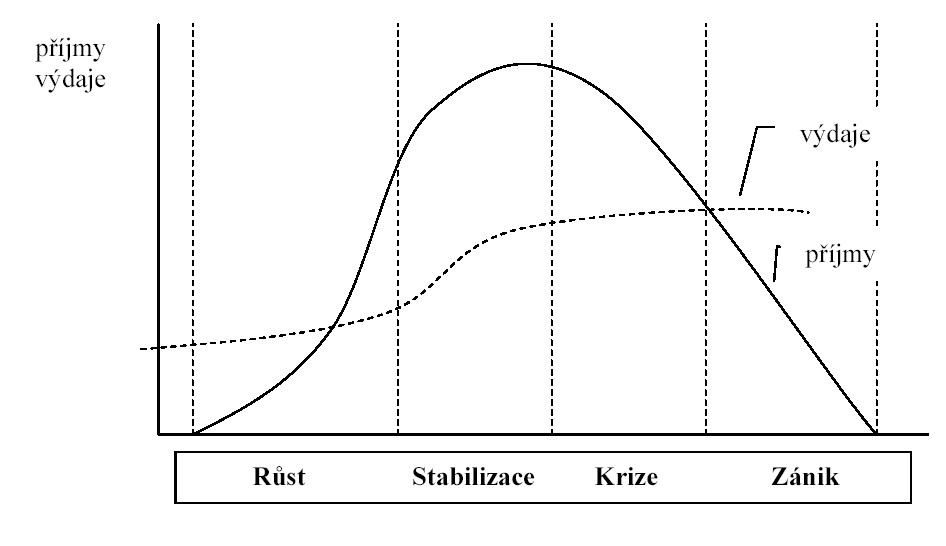 příjmy
výdaje
výdaje
příjmy
Růst Stabilizace Krize Zánik